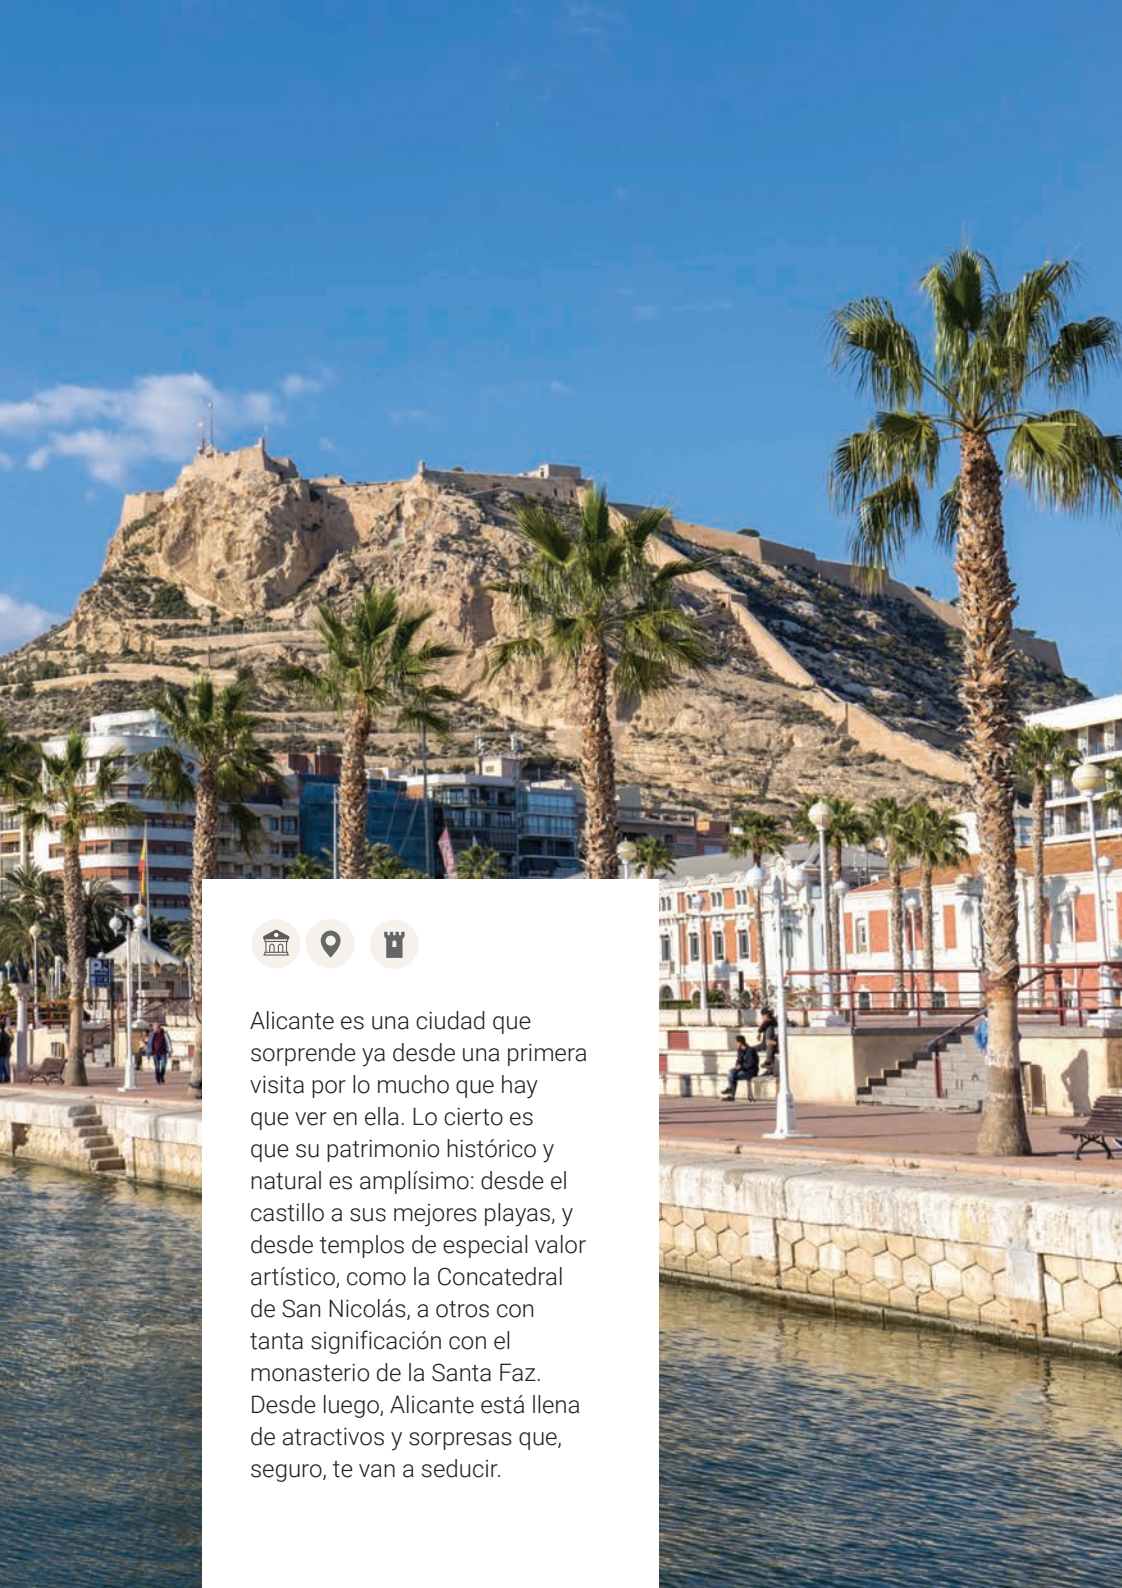 Alicante es una ciudad que
sorprende ya desde una primera
visita por lo mucho que hay
que ver en ella. Lo cierto es
que su patrimonio histórico y
natural es amplísimo: desde el
castillo a sus mejores playas, y
desde templos de especial valor
artístico, como la Concatedral
de San Nicolás, a otros con
tanta significación con el
monasterio de la Santa Faz.
Desde luego, Alicante está llena
de atractivos y sorpresas que,
seguro, te van a seducir.